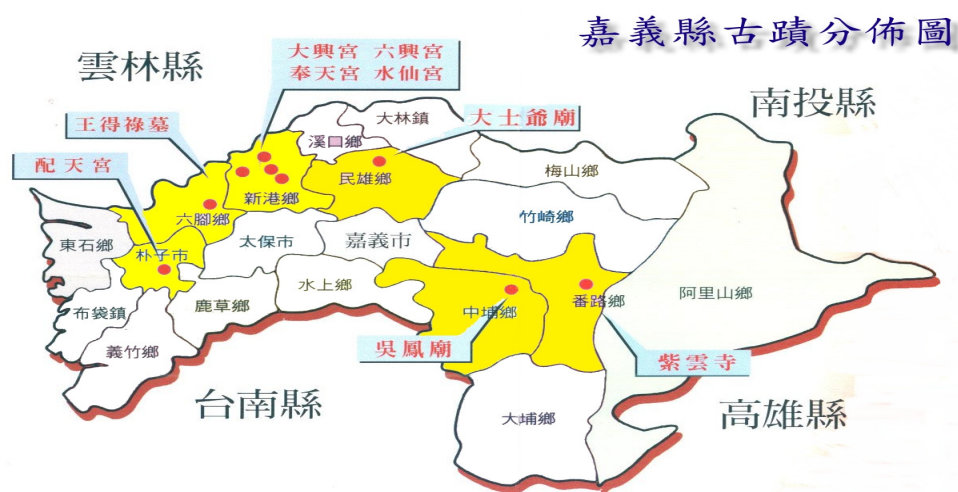 嘉義縣古蹟分佈圖
雲林縣
大興宮 六興宮
奉天宮 水仙宮
南投縣
王得祿墓
大士爺廟
大林鎮
溪口鄉
配天宮
民雄鄉
梅山鄉
新港鄉
竹崎鄉
六腳鄉
東石鄉
朴子市
太保市
嘉義市
水上鄉
鹿草鄉
布袋鎮
中埔鄉
番路鄉
阿里山鄉
義竹鄉
吳鳳廟
紫雲寺
台南縣
大埔鄉
高雄縣